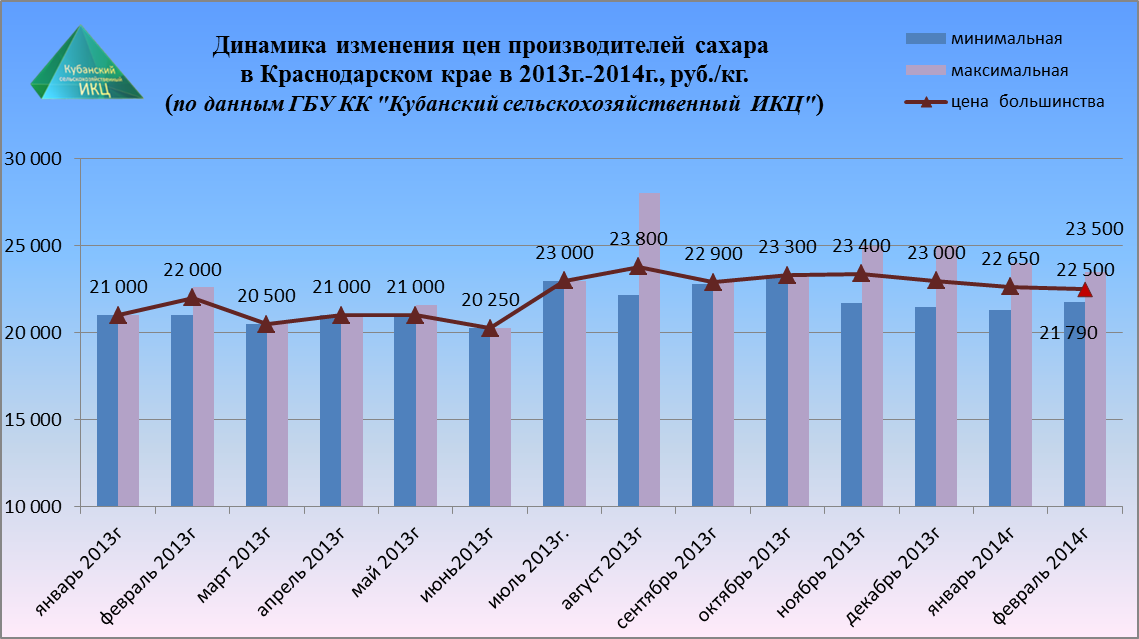 Кубанский
сельскохозяйственный
ИКЦ
Динамика изменения цен производителей сахара
в Краснодарском крае в 2013г.-2014г., руб./кг.
(по данным ГБУ КК "Кубанский сельскохозяйственный ИКЦ")
минимальная
максимальная
цена большинства
30 000
25 000
20 000
15 000
10 000
21 000
22 000
20 500
21 000
21 000
20 250
23 000
23 800
22 900
23 300
23 400
23 000
22 650
23 500
22 500
21 790
январь 2013г
февраль 2013г
март 2013г
апрель 2013г
май 2013г
июнь2013г
июль 2013г.
август 2013г
сентябрь 2013г
октябрь 2013г
ноябрь 2013г
декабрь 2013г
январь 2014г
февраль 2014г